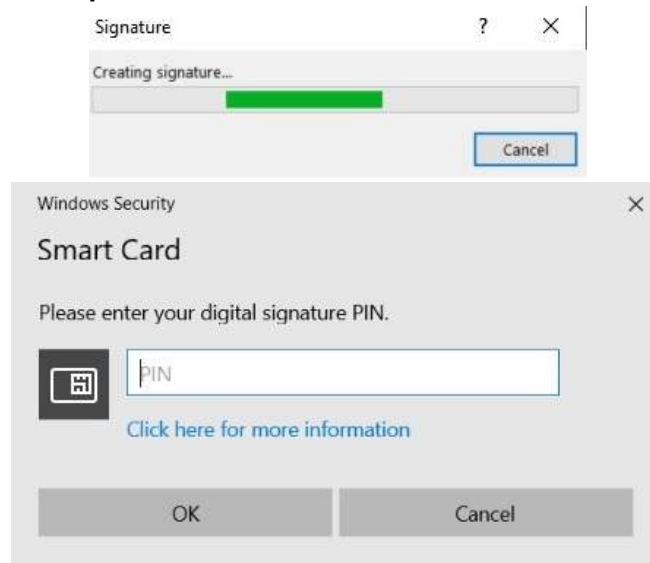 Signature ? ×
Creating signature...
Cancel
Windows Security ×
Smart Card
Please enter your digital signature PIN.
PIN
Click here for more information
OK Cancel